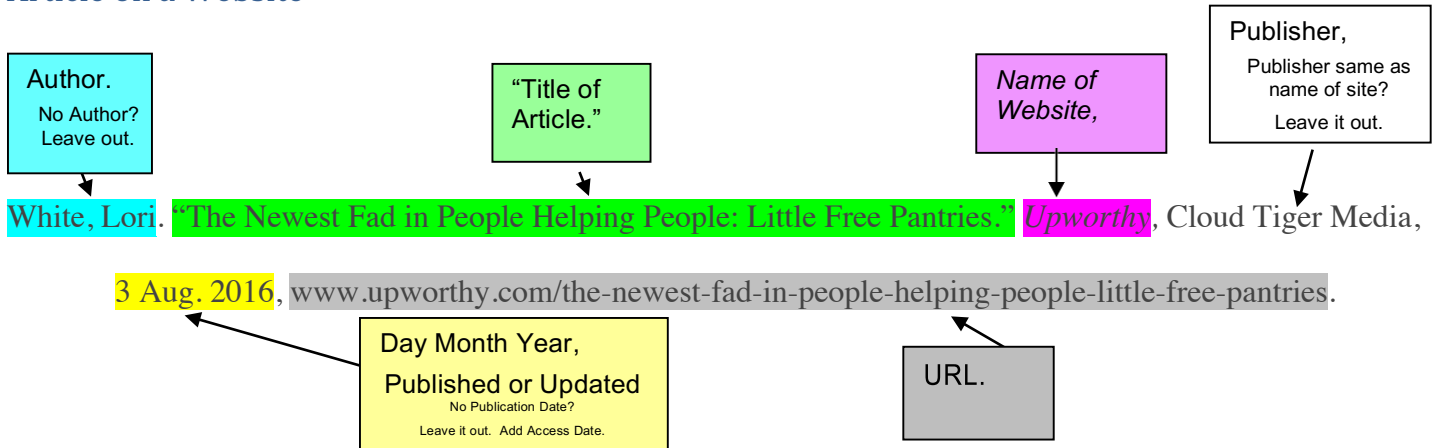 Article on a Website
Author.
No Author?
Leave out.
“Title of
Article.”
Name of
Website,
Publisher,
Publisher same as
name of site?
Leave it out.
White, Lori. “The Newest Fad in People Helping People: Little Free Pantries.” Upworthy, Cloud Tiger Media,
3 Aug. 2016, www.upworthy.com/the-newest-fad-in-people-helping-people-little-free-pantries.
Day Month Year,
Published or Updated
No Publication Date?
Leave it out. Add Access Date.
URL.